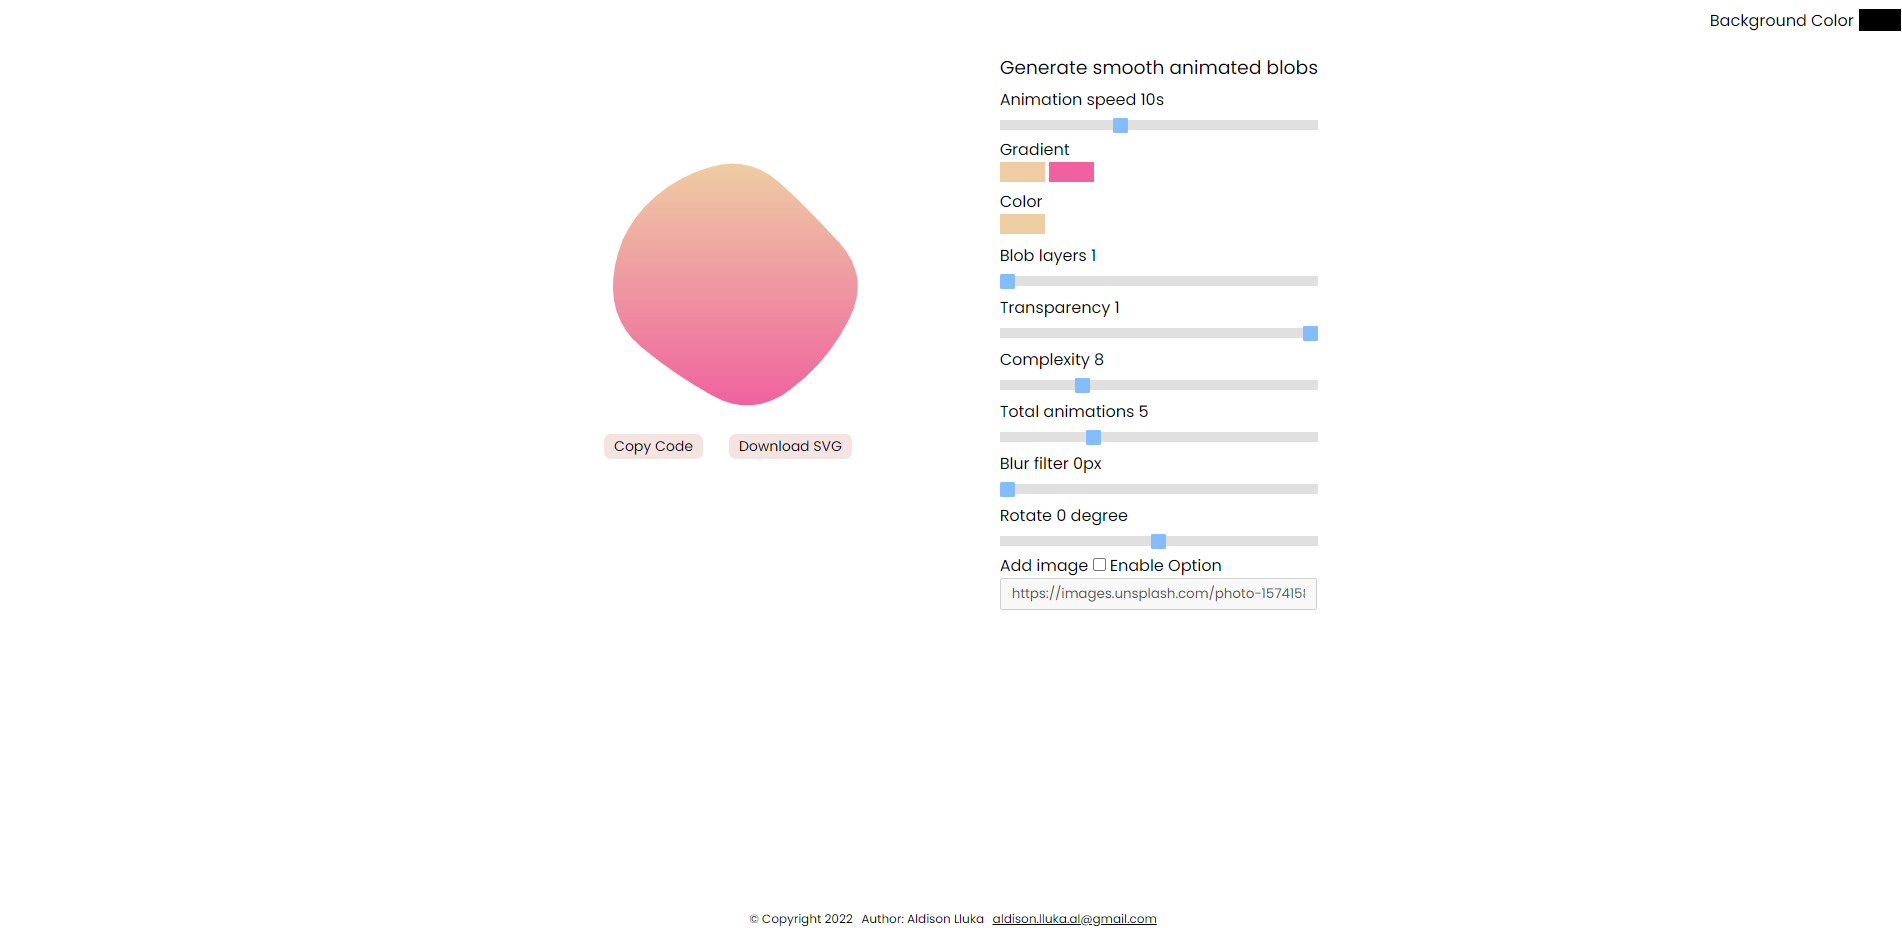 Background Color
Generate smooth animated blobs
Animation speed 10s
Gradient
Color
Blob layers 1
Transparency 1
Complexity 8
Total animations 5
Blur filter 0px
Rotate 0 degree
Add image Enable Option
https://images.unsplash.com/photo-157415
Copy Code Download SVG
© Copyright 2022 Author: Aldison Lluka aldison.lluka.al@gmail.com